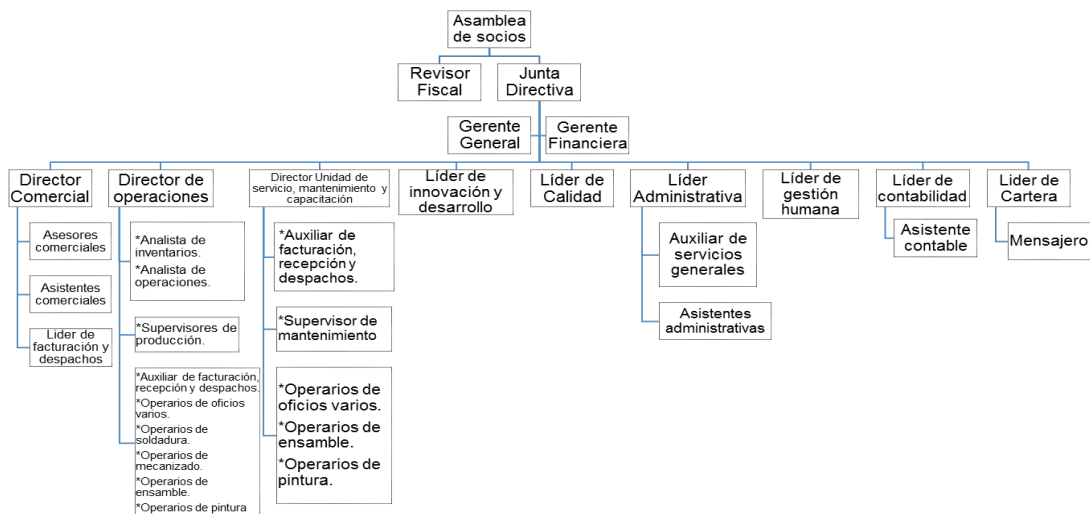 Asamblea
de socios
Revisor
Fiscal
Junta
Directiva
Gerente
General
Gerente
Financiera
Director
Comercial
Director de
operaciones
Director Unidad de
servicio, mantenimiento y
capacitación
Líder de
innovación y
desarrollo
Líder de
Calidad
Líder
Administrativa
Líder de
gestión
humana
Líder de
contabilidad
Lider de
Cartera
Asesores
comerciales
Asistentes
comerciales
Lider de
facturación y
despachos
*Analista de
inventarios.
*Analista de
operaciones.
*Supervisores de
producción.
*Auxiliar de facturación,
recepción y despachos.
*Operarios de oficios
varios.
*Operarios de
soldadura.
*Operarios de
mecanizado.
*Operarios de
ensamble.
*Operarios de pintura
*Auxiliar de
facturación,
recepción y
despachos.
*Supervisor de
mantenimiento
*Operarios de
oficios varios.
*Operarios de
ensamble.
*Operarios de
pintura.
Auxiliar de
servicios
generales
Asistentes
administrativas
Asistente
contable
Mensajero